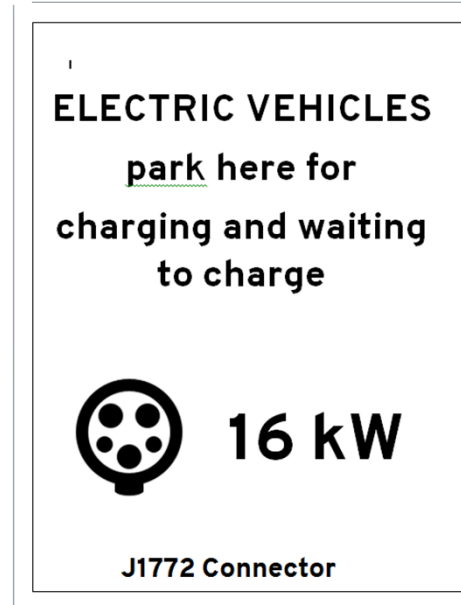 ELECTRIC VEHICLES
park here for
charging and waiting
to charge
16 kW
J1772 Connector